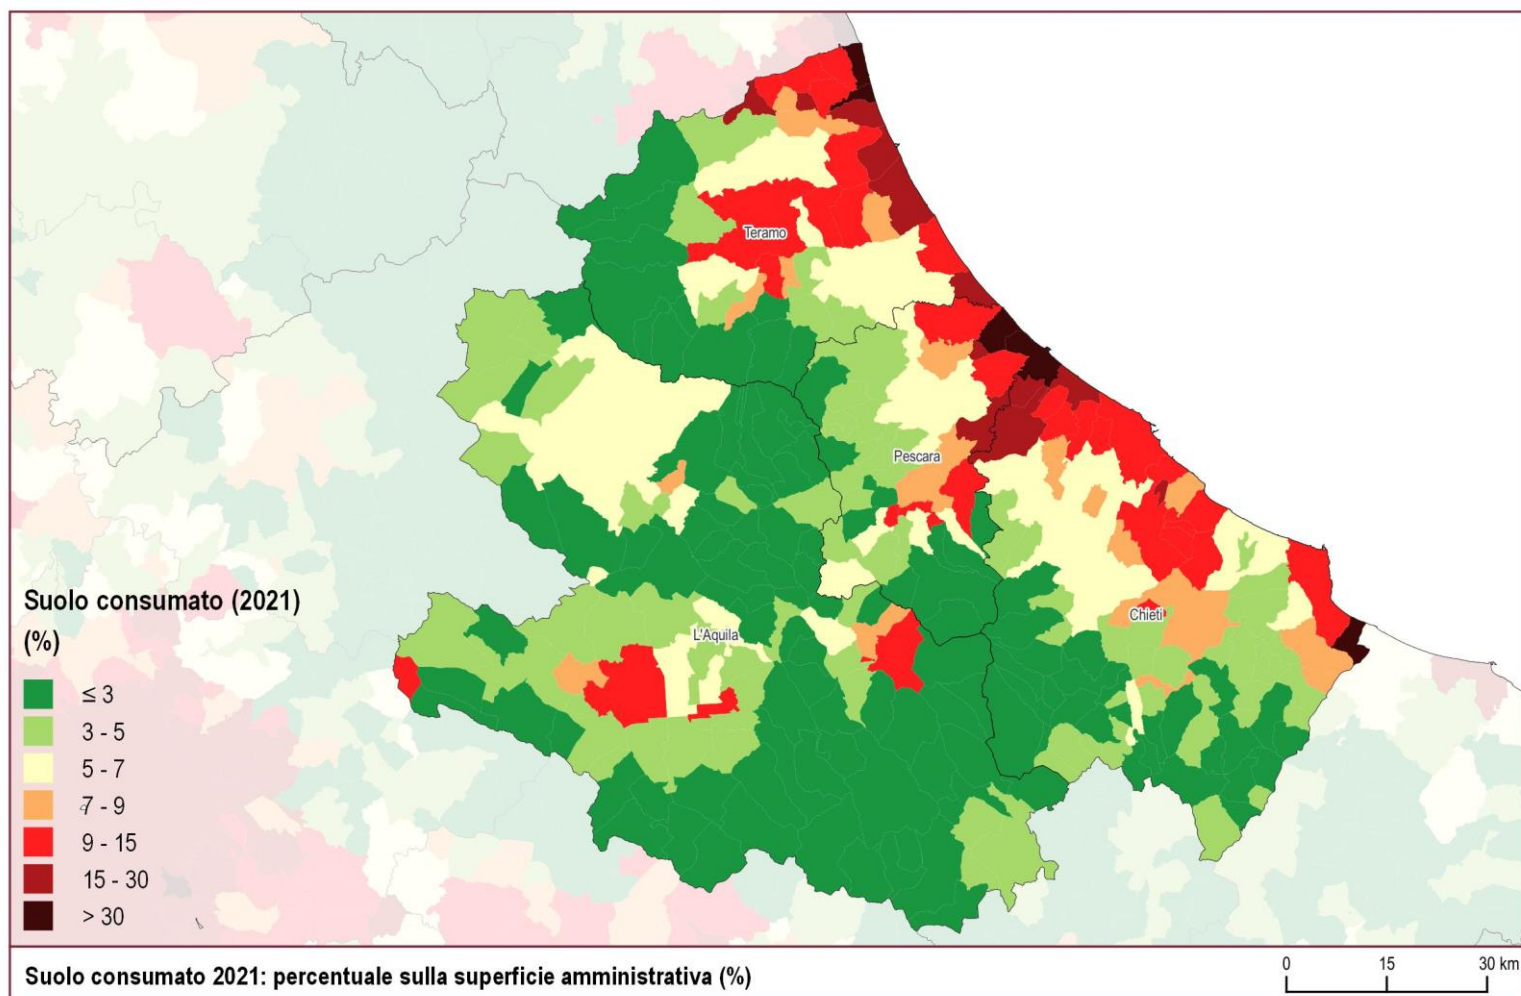 Teramo
Pescara
Chieti
L'Aquila
Suolo consumato (2021)
(%)
≤ 3
3 - 5
5 - 7
7 - 9
9 - 15
15 - 30
> 30
Suolo consumato 2021: percentuale sulla superficie amministrativa (%)
0 15 30 km